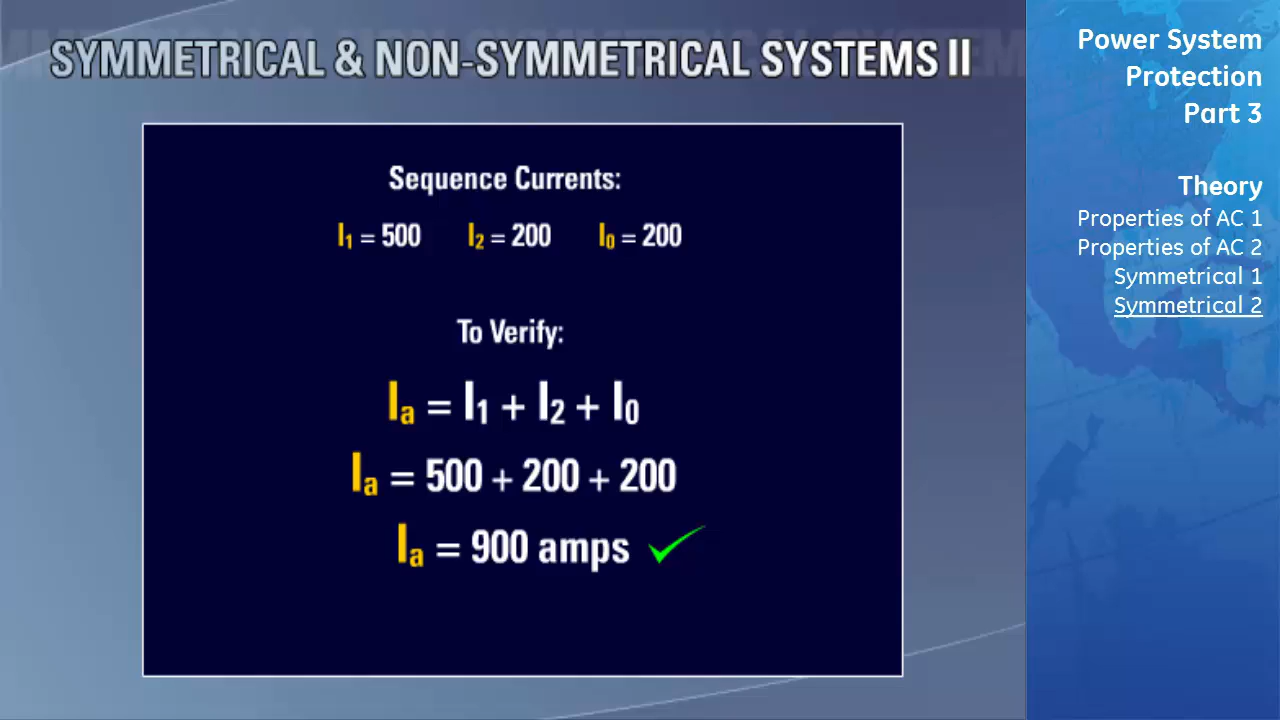 SYMMETRICAL & NON-SYMMETRICAL SYSTEMS II
Sequence Currents:
I₁ = 500 I₂ = 200 I₀ = 200
To Verify:
Iₐ = I₁ + I₂ + I₀
Iₐ = 500 + 200 + 200
Iₐ = 900 amps ✓
Power System
Protection
Part 3
Theory
Properties of AC 1
Properties of AC 2
Symmetrical 1
Symmetrical 2